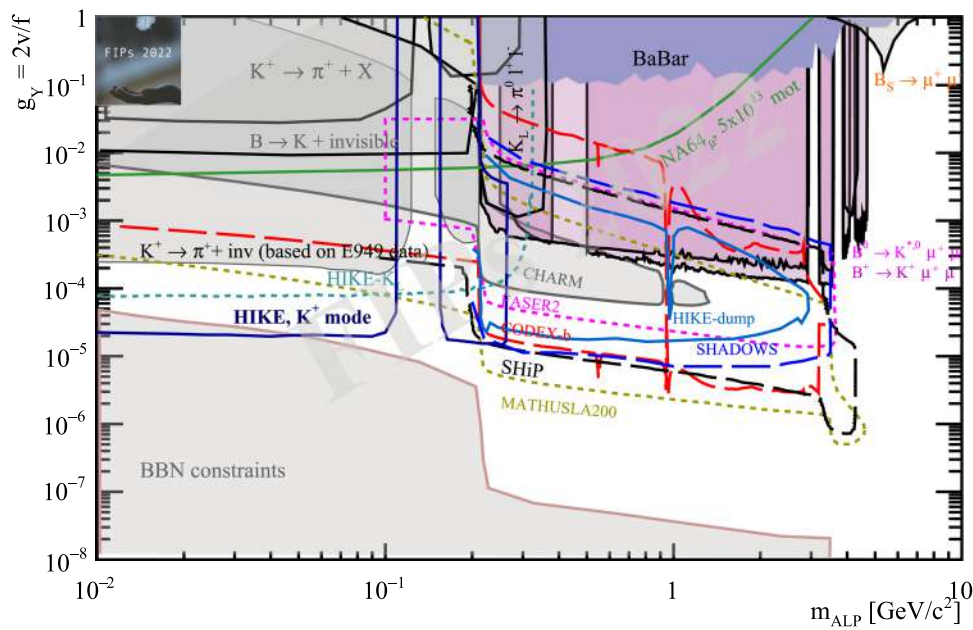 g_Y = 2v/f
1
10⁻¹
10⁻²
10⁻³
10⁻⁴
10⁻⁵
10⁻⁶
10⁻⁷
10⁻⁸
FIPs 2022
K⁺ → π⁺ + X
B → K + invisible
K_L → π⁰ l⁺ l⁻
BaBar
NA64_μ, 5x10¹³ mot
B_S → μ⁺ μ
K⁺ → π⁺+ inv (based on E949 data)
B⁰ → K*,⁰ μ⁺ μ
B⁺ → K⁺ μ⁺ μ
HIKE-K
CHARM
HIKE, K⁺ mode
FASER2
HIKE-dump
CODEX-b
SHADOWS
SHiP
MATHUSLA200
BBN constraints
FIPs
10⁻²
10⁻¹
1
10
m_ALP [GeV/c²]